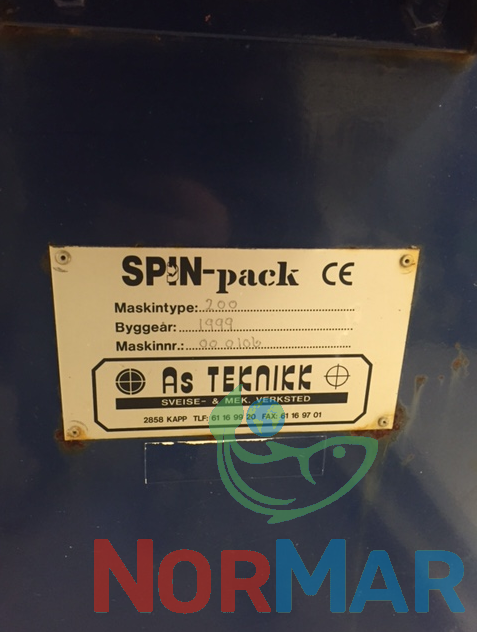 SPIN-pack CE
Maskintype: 200
Byggeår: 1999
Maskinnr.: 000106
As TEKNIKK
SVEISE- & MEK. VERKSTED
2858 KAPP TLF: 61 16 99 20 FAX: 61 16 97 01
NORMAR